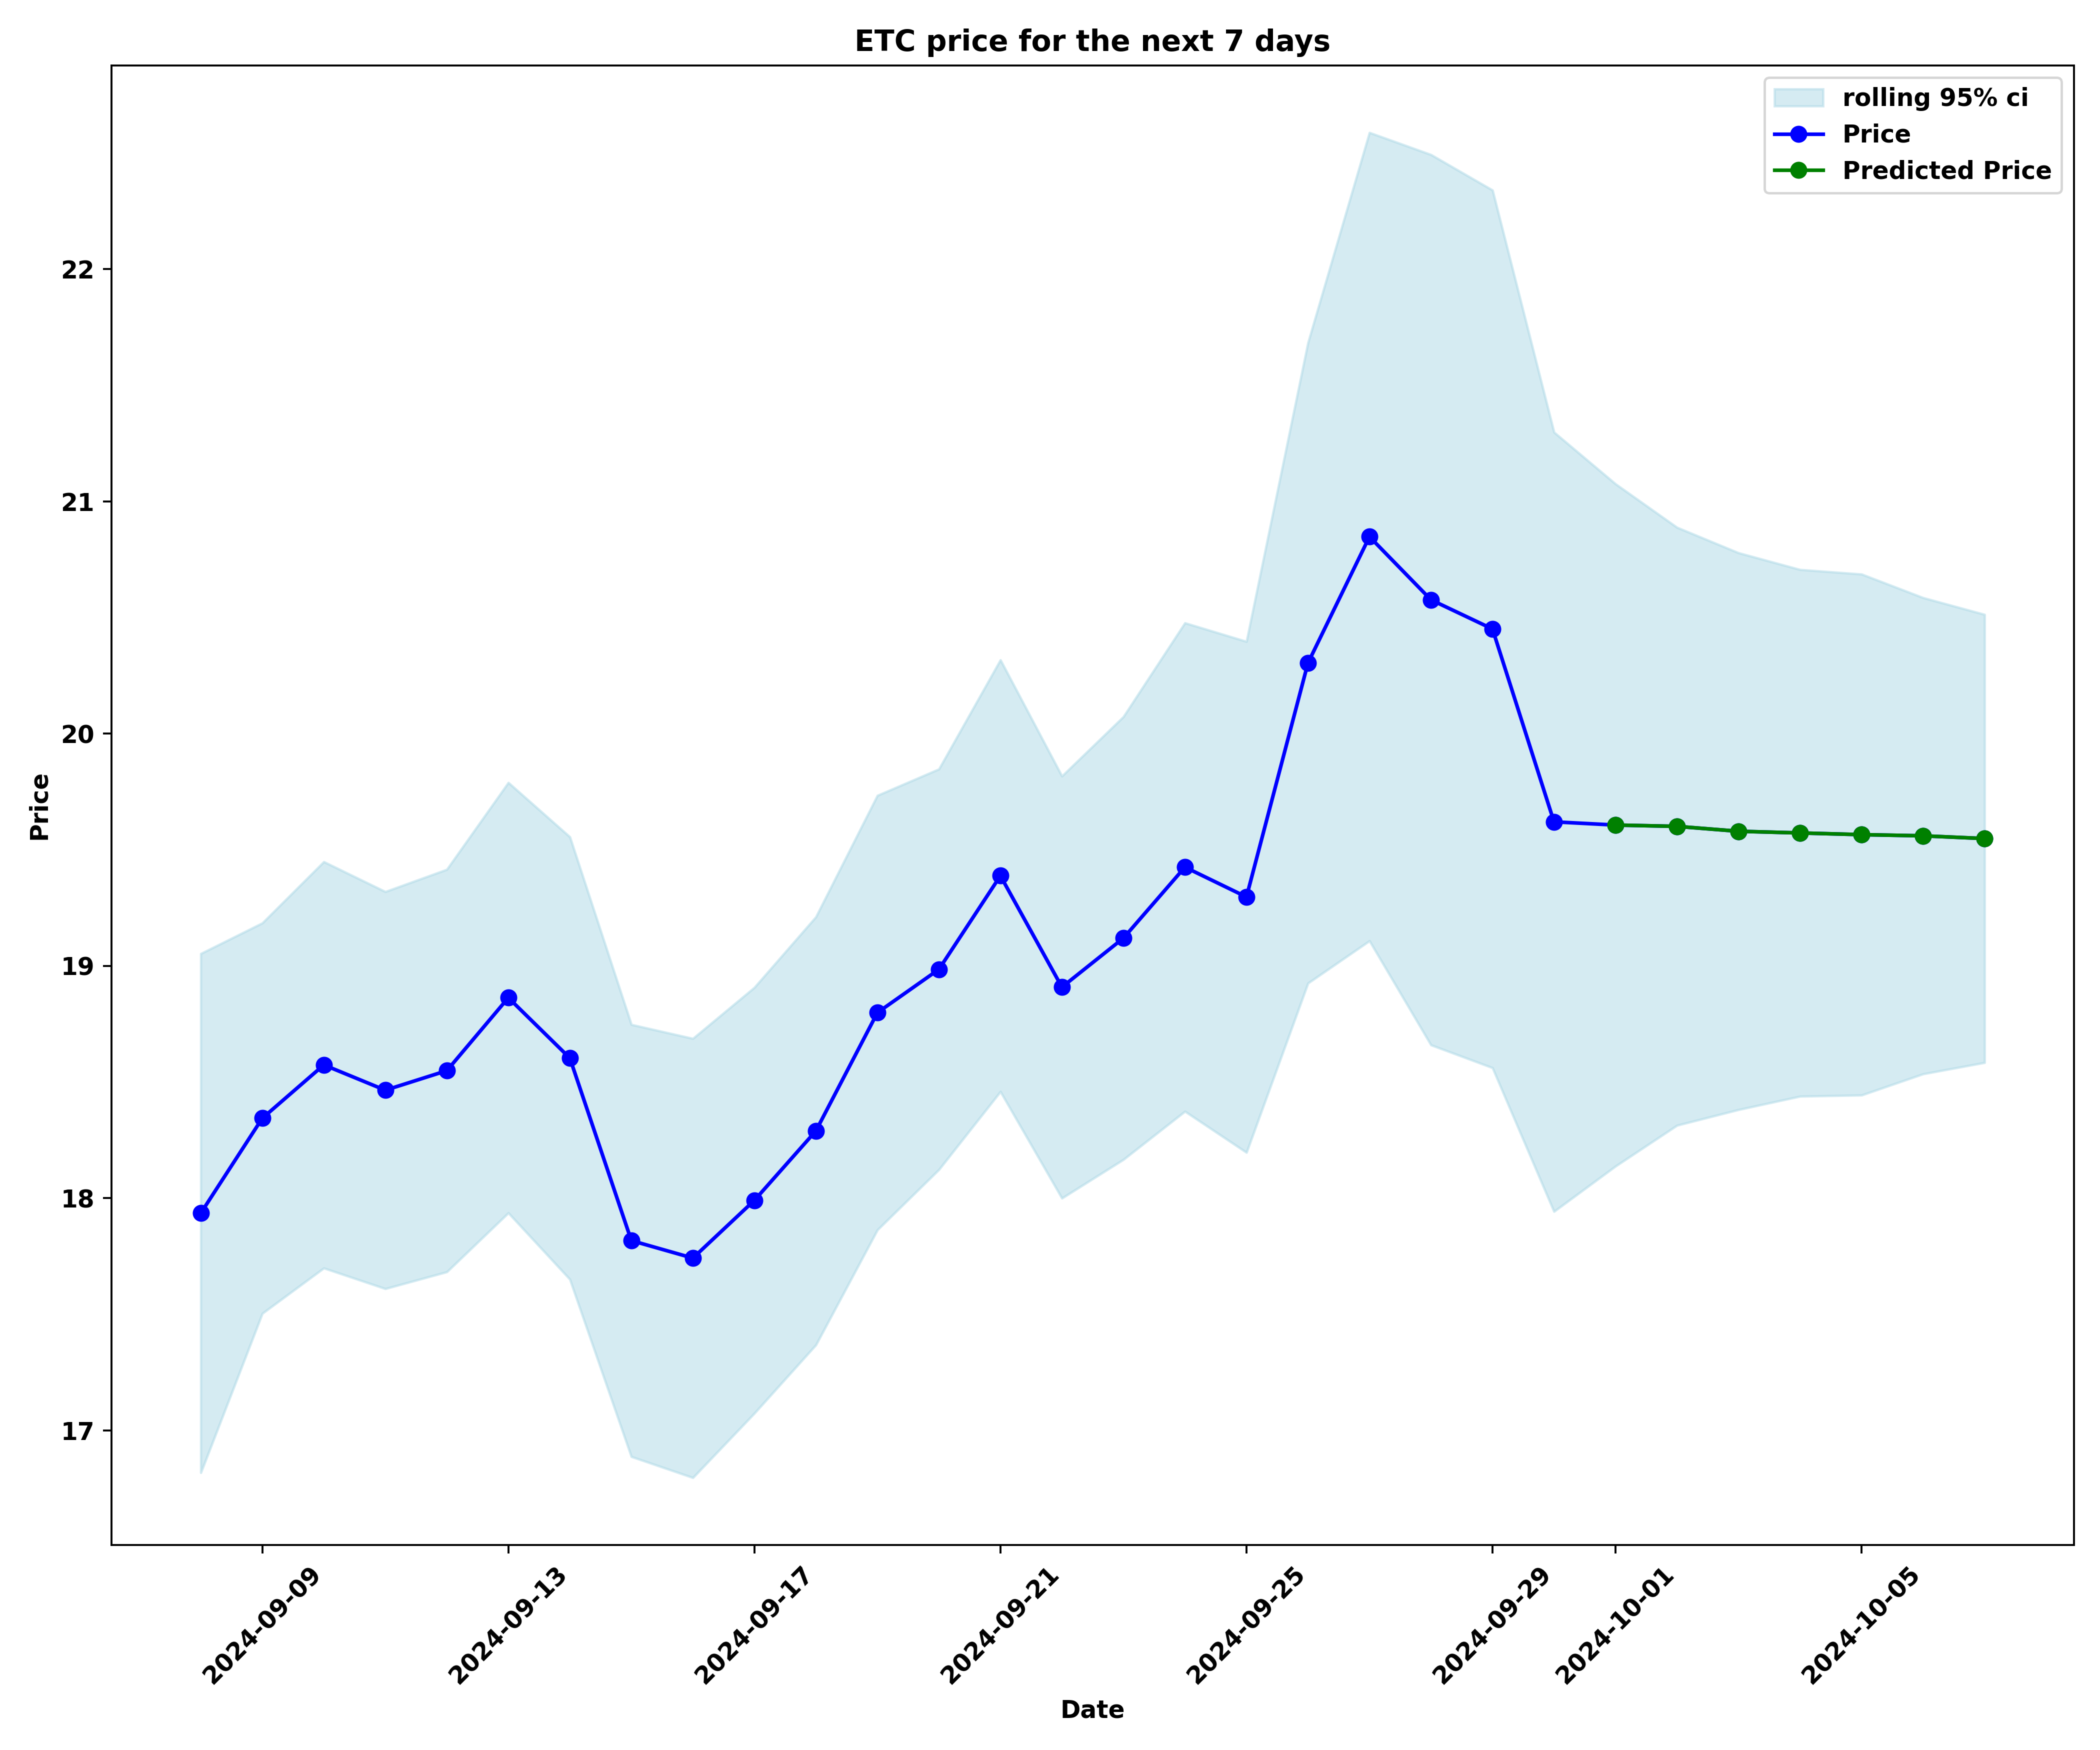 ETC price for the next 7 days
rolling 95% ci
Price
Predicted Price
22
21
20
19
18
17
Price
2024-09-09
2024-09-13
2024-09-17
2024-09-21
2024-09-25
2024-09-29
2024-10-01
2024-10-05
Date